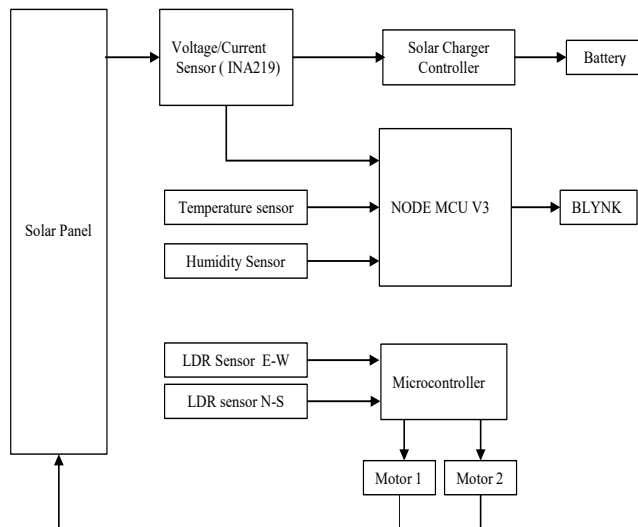 Solar Panel
Voltage/Current
Sensor ( INA219)
Solar Charger
Controller
Battery
Temperature sensor
Humidity Sensor
NODE MCU V3
BLYNK
LDR Sensor E-W
LDR sensor N-S
Microcontroller
Motor 1
Motor 2